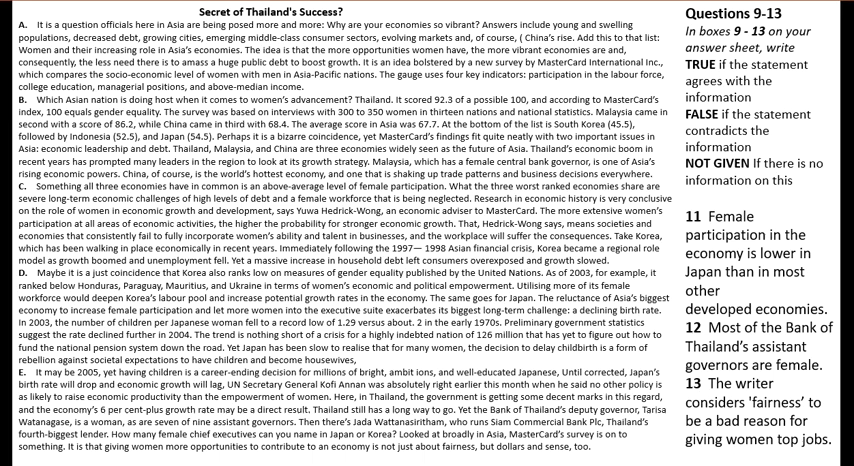 Secret of Thailand's Success?
A. It is a question officials here in Asia are being posed more and more: Why are your economies so vibrant? Answers include young and swelling
populations, decreased debt, growing cities, emerging middle-class consumer sectors, evolving markets and, of course, ( China's rise. Add to that list:
Women and their increasing role in Asia's economies. The idea is that the more opportunities women have, the more vibrant economies are and,
consequently, the less need there is to amass a huge public debt to boost growth. It is an idea bolstered by a new survey by MasterCard International Inc.,
which compares the socio-economic level of women with men in Asia-Pacific nations. The gauge uses four key indicators: participation in the labour force,
college education, managerial positions, and above-median income.
B. Which Asian nation is doing host when it comes to women's advancement? Thailand. It scored 92.3 of a possible 100, and according to MasterCard's
index, 100 equals gender equality. The survey was based on interviews with 300 to 350 women in thirteen nations and national statistics. Malaysia came in
second with a score of 86.2, while China came in third with 68.4. The average score in Asia was 67.7. At the bottom of the list is South Korea (45.5),
followed by Indonesia (52.5), and Japan (54.5). Perhaps it is a bizarre coincidence, yet MasterCard's findings fit quite neatly with two important issues in
Asia: economic leadership and debt. Thailand, Malaysia, and China are three economies widely seen as the future of Asia. Thailand's economic boom in
recent years has prompted many leaders in the region to look at its growth strategy. Malaysia, which has a female central bank governor, is one of Asia's
rising economic powers. China, of course, is the world's hottest economy, and one that is shaking up trade patterns and business decisions everywhere.
C. Something all three economies have in common is an above-average level of female participation. What the three worst ranked economies share are
severe long-term economic challenges of high levels of debt and a female workforce that is being neglected. Research in economic history is very conclusive
on the role of women in economic growth and development, says Yuwa Hedrick-Wong, an economic adviser to MasterCard. The more extensive women's
participation at all areas of economic activities, the higher the probability for stronger economic growth. That, Hedrick-Wong says, means societies and
economies that consistently fail to fully incorporate women's ability and talent in businesses, and the workplace will suffer the consequences. Take Korea,
which has been walking in place economically in recent years. Immediately following the 1997— 1998 Asian financial crisis, Korea became a regional role
model as growth boomed and unemployment fell. Yet a massive increase in household debt left consumers overexposed and growth slowed.
D. Maybe it is a just coincidence that Korea also ranks low on measures of gender equality published by the United Nations. As of 2003, for example, it
ranked below Honduras, Paraguay, Mauritius, and Ukraine in terms of women's economic and political empowerment. Utilising more of its female
workforce would deepen Korea's labour pool and increase potential growth rates in the economy. The same goes for Japan. The reluctance of Asia's biggest
economy to increase female participation and let more women into the executive suite exacerbates its biggest long-term challenge: a declining birth rate.
In 2003, the number of children per Japanese woman fell to a record low of 1.29 versus about. 2 in the early 1970s. Preliminary government statistics
suggest the rate declined further in 2004. The trend is nothing short of a crisis for a highly indebted nation of 126 million that has yet to figure out how to
fund the national pension system down the road. Yet Japan has been slow to realise that for many women, the decision to delay childbirth is a form of
rebellion against societal expectations to have children and become housewives,
E. It may be 2005, yet having children is a career-ending decision for millions of bright, ambit ions, and well-educated Japanese, Until corrected, Japan's
birth rate will drop and economic growth will lag, UN Secretary General Kofi Annan was absolutely right earlier this month when he said no other policy is
as likely to raise economic productivity than the empowerment of women. Here, in Thailand, the government is getting some decent marks in this regard,
and the economy's 6 per cent-plus growth rate may be a direct result. Thailand still has a long way to go. Yet the Bank of Thailand's deputy governor, Tarisa
Watanagase, is a woman, as are seven of nine assistant governors. Then there's Jada Wattanasiritham, who runs Siam Commercial Bank Plc, Thailand's
fourth-biggest lender. How many female chief executives can you name in Japan or Korea? Looked at broadly in Asia, MasterCard's survey is on to
something. It is that giving women more opportunities to contribute to an economy is not just about fairness, but dollars and sense, too.
Questions 9-13
In boxes 9 - 13 on your
answer sheet, write
TRUE if the statement
agrees with the
information
FALSE if the statement
contradicts the
information
NOT GIVEN If there is no
information on this
11 Female
participation in the
economy is lower in
Japan than in most
other
developed economies.
12 Most of the Bank of
Thailand's assistant
governors are female.
13 The writer
considers 'fairness' to
be a bad reason for
giving women top jobs.